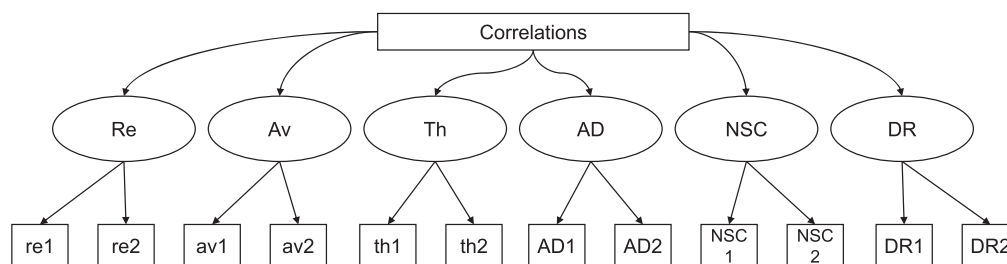 Correlations
Re
Av
Th
AD
NSC
DR
re1
re2
av1
av2
th1
th2
AD1
AD2
NSC
1
NSC
2
DR1
DR2